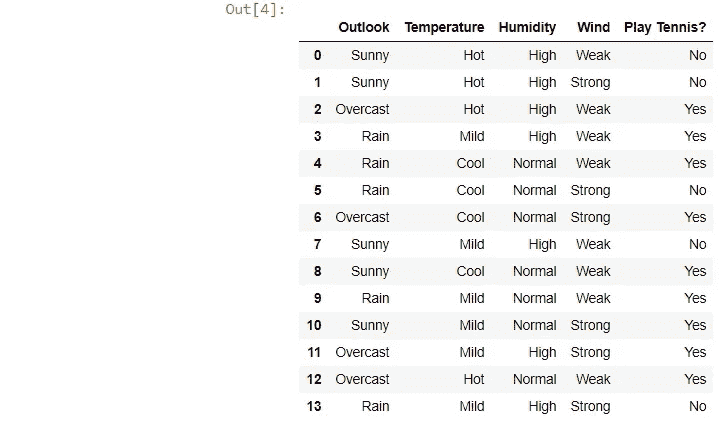 Out[4]:
Outlook Temperature Humidity Wind Play Tennis?
0 Sunny Hot High Weak No
1 Sunny Hot High Strong No
2 Overcast Hot High Weak Yes
3 Rain Mild High Weak Yes
4 Rain Cool Normal Weak Yes
5 Rain Cool Normal Strong No
6 Overcast Cool Normal Strong Yes
7 Sunny Mild High Weak No
8 Sunny Cool Normal Weak Yes
9 Rain Mild Normal Weak Yes
10 Sunny Mild Normal Strong Yes
11 Overcast Mild High Strong Yes
12 Overcast Hot Normal Weak Yes
13 Rain Mild High Strong No